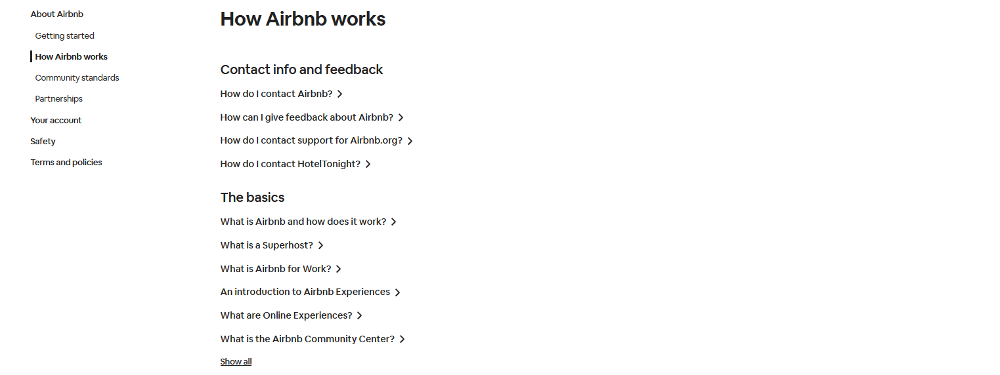 About Airbnb
Getting started
How Airbnb works
Community standards
Partnerships
Your account
Safety
Terms and policies
How Airbnb works
Contact info and feedback
How do I contact Airbnb?
How can I give feedback about Airbnb?
How do I contact support for Airbnb.org?
How do I contact HotelTonight?
The basics
What is Airbnb and how does it work?
What is a Superhost?
What is Airbnb for Work?
An introduction to Airbnb Experiences
What are Online Experiences?
What is the Airbnb Community Center?
Show all